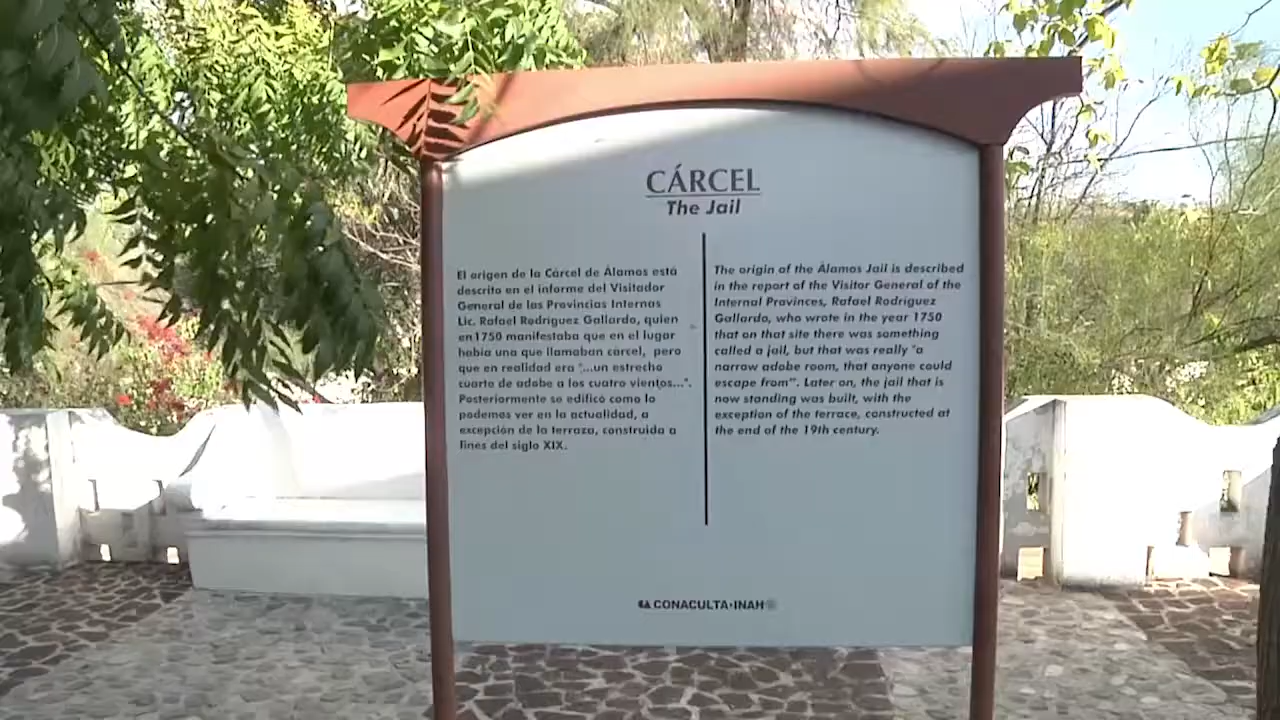 CÁRCEL
The Jail
El origen de la Cárcel de Álamos está
descrito en el informe del Visitador
General de las Provincias Internas
Lic. Rafael Rodríguez Gallardo, quien
en 1750 manifestaba que en el lugar
había una que llamaban cárcel, pero
que en realidad era "...un estrecho
cuarto de adobe a los cuatro vientos...".
Posteriormente se edificó como lo
podemos ver en la actualidad, a
excepción de la terraza, construida a
fines del siglo XIX.
The origin of the Álamos Jail is described
in the report of the Visitor General of the
Internal Provinces, Rafael Rodríguez
Gallardo, who wrote in the year 1750
that on that site there was something
called a jail, but that was really "a
narrow adobe room, that anyone could
escape from". Later on, the jail that is
now standing was built, with the
exception of the terrace, constructed at
the end of the 19th century.
CONACULTA·INAH